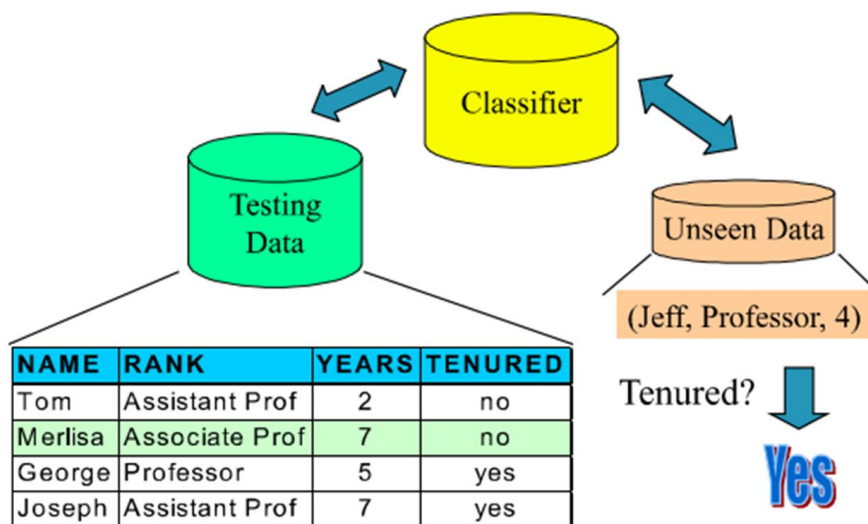 Classifier
Testing
Data
Unseen Data
(Jeff, Professor, 4)
NAME RANK YEARS TENURED
Tom Assistant Prof 2 no
Merlisa Associate Prof 7 no
George Professor 5 yes
Joseph Assistant Prof 7 yes
Tenured?
Yes